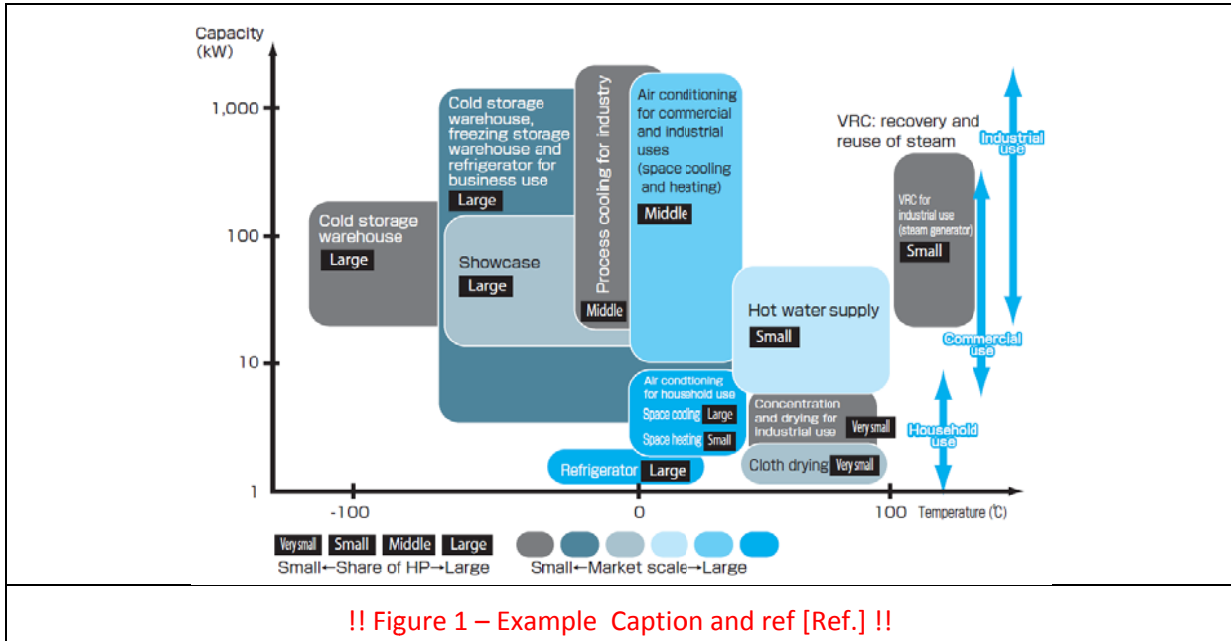 Capacity
(kW)
1,000
100
10
1
Cold storage
warehouse
Large
Cold storage
warehouse,
freezing storage
warehouse and
refrigerator for
business use
Large
Showcase
Large
Process cooling for industry
Middle
Air conditioning
for commercial
and industrial
uses
(space cooling
and heating)
Middle
Air condtioning
for household use
Space cooling Large
Space heating Small
Refrigerator Large
Hot water supply
Small
Concentration
and drying for
industrial use Very small
Cloth drying Very small
VRC: recovery and
reuse of steam
VRC for
industrial use
(steam generator)
Small
Industrial
use
Commercial
use
Household
use
-100 0 100 Temperature (℃)
Very small Small Middle Large
Small←Share of HP→Large
Small←Market scale→Large
!! Figure 1 – Example Caption and ref [Ref.] !!